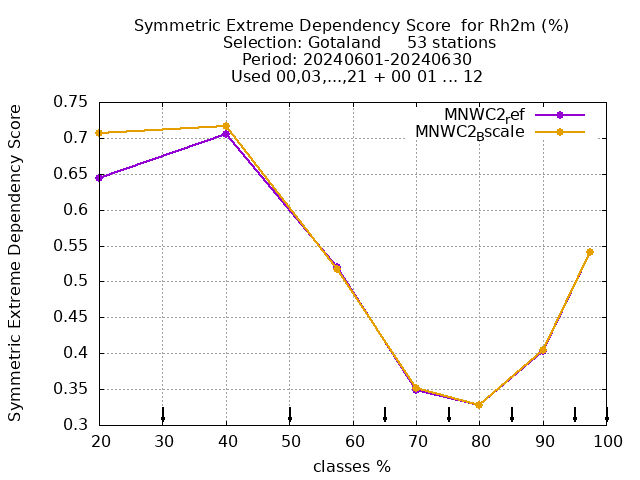 Symmetric Extreme Dependency Score  for Rh2m (%)
Selection: Gotaland     53 stations
Period: 20240601-20240630
Used 00,03,...,21 + 00 01 ... 12
MNWC2_ref
MNWC2_Bscale
Symmetric Extreme Dependency Score
0.75
0.7
0.65
0.6
0.55
0.5
0.45
0.4
0.35
0.3
20 30 40 50 60 70 80 90 100
classes %